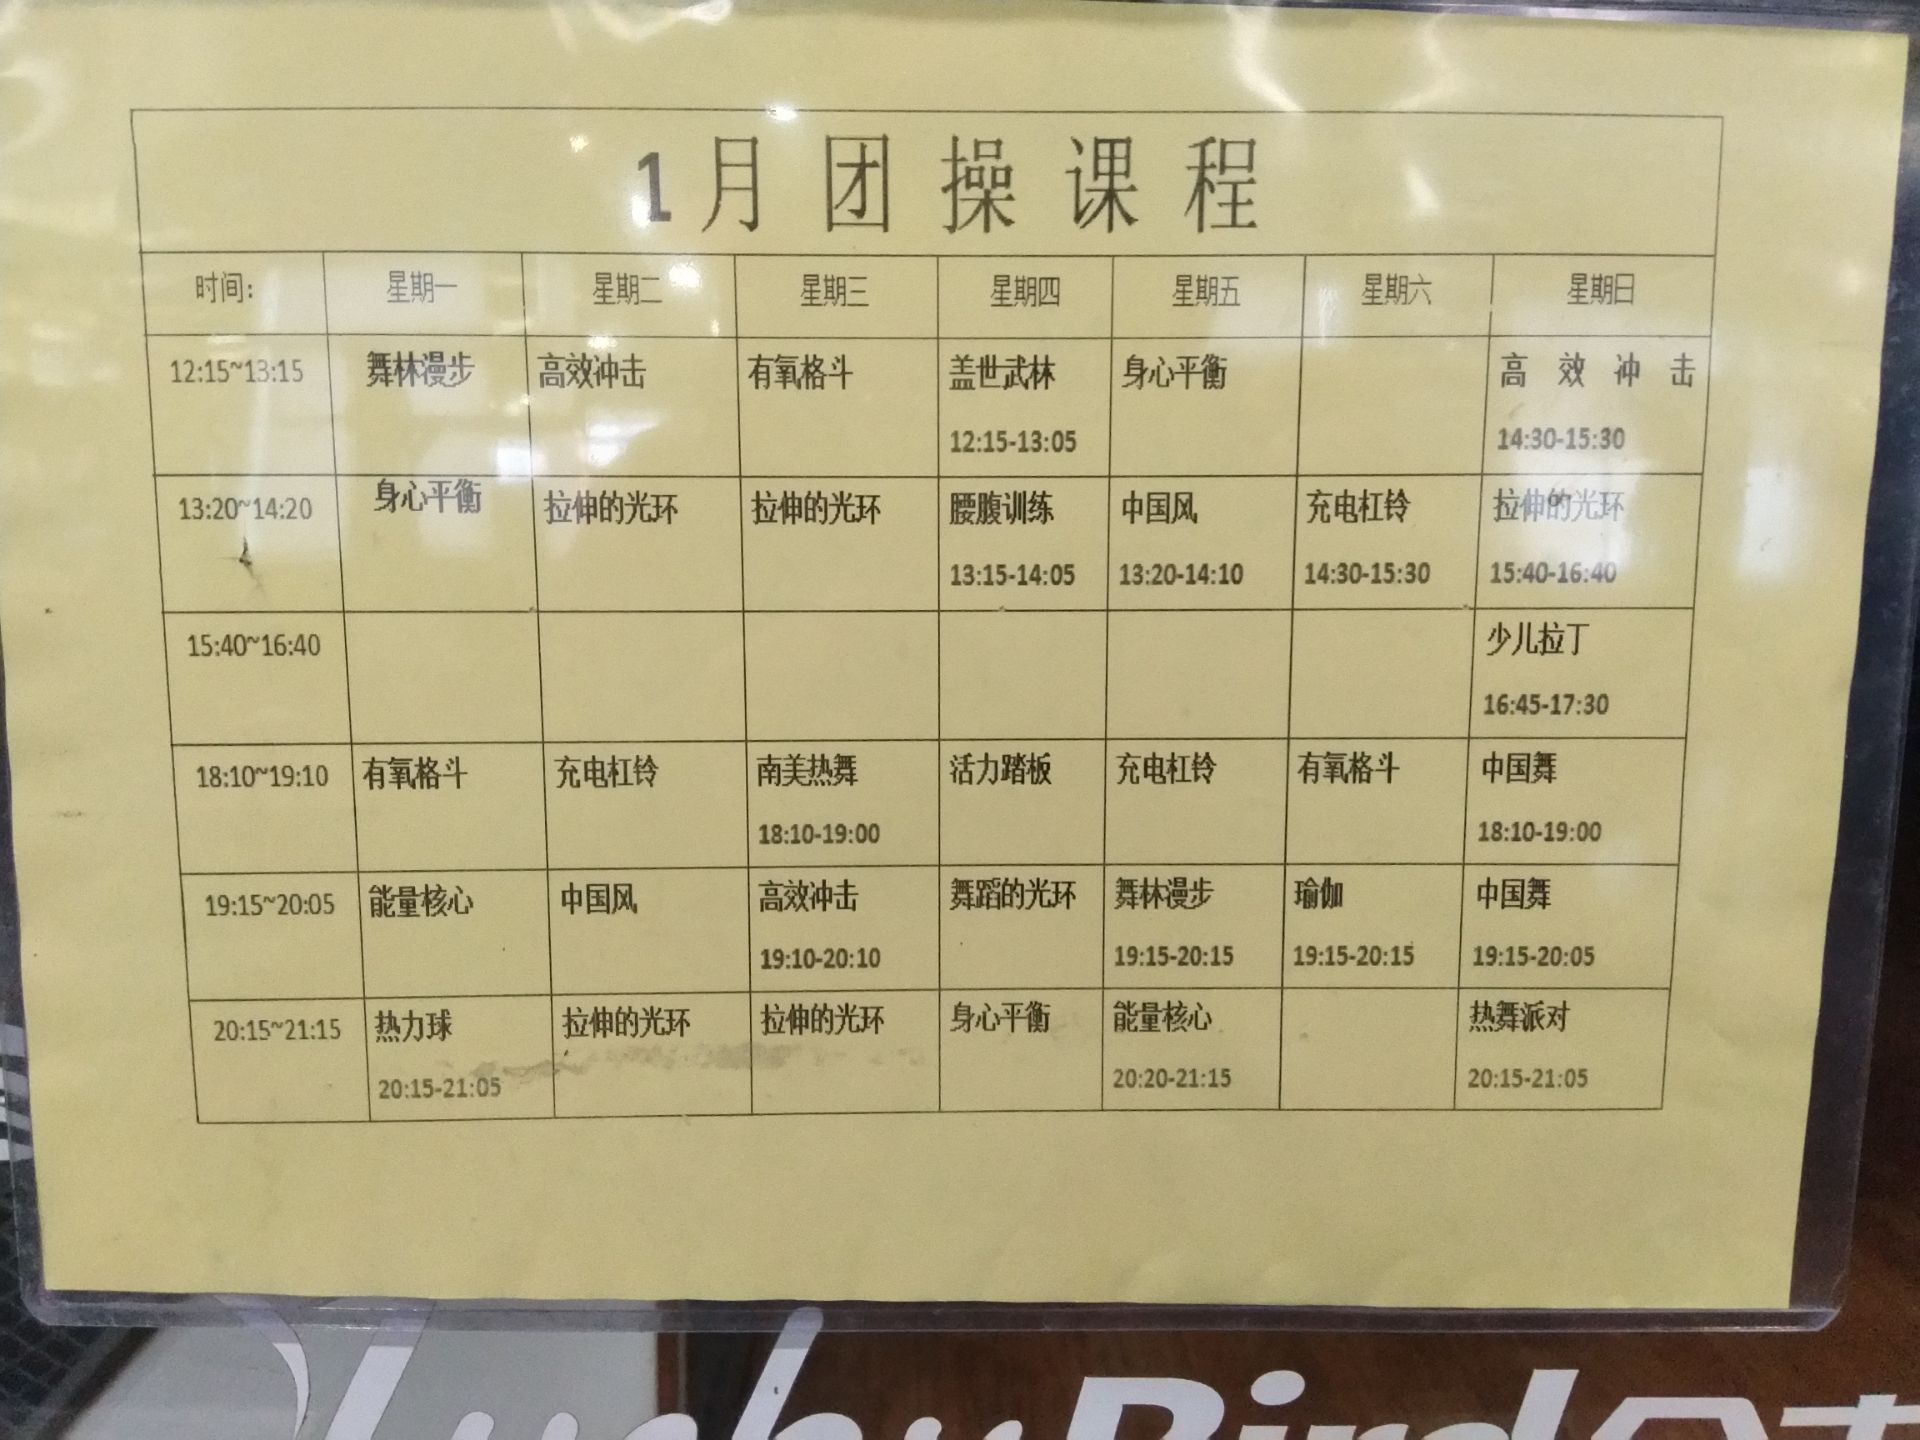 1月团操课程
时间: 星期一 星期二 星期三 星期四 星期五 星期六 星期日
12:15~13:15 舞林漫步 高效冲击 有氧格斗 盖世武林 身心平衡 高效冲击
12:15-13:05 14:30-15:30
13:20~14:20 身心平衡 拉伸的光环 拉伸的光环 腰腹训练 中国风 充电杠铃 拉伸的光环
13:15-14:05 13:20-14:10 14:30-15:30 15:40-16:40
15:40~16:40 少儿拉丁
16:45-17:30
18:10~19:10 有氧格斗 充电杠铃 南美热舞 活力踏板 充电杠铃 有氧格斗 中国舞
18:10-19:00 18:10-19:00
19:15~20:05 能量核心 中国风 高效冲击 舞蹈的光环 舞林漫步 瑜伽 中国舞
19:10-20:10 19:15-20:15 19:15-20:15 19:15-20:05
20:15~21:15 热力球 拉伸的光环 拉伸的光环 身心平衡 能量核心 热舞派对
20:15-21:05 20:20-21:15 20:15-21:05
Lucky Bird